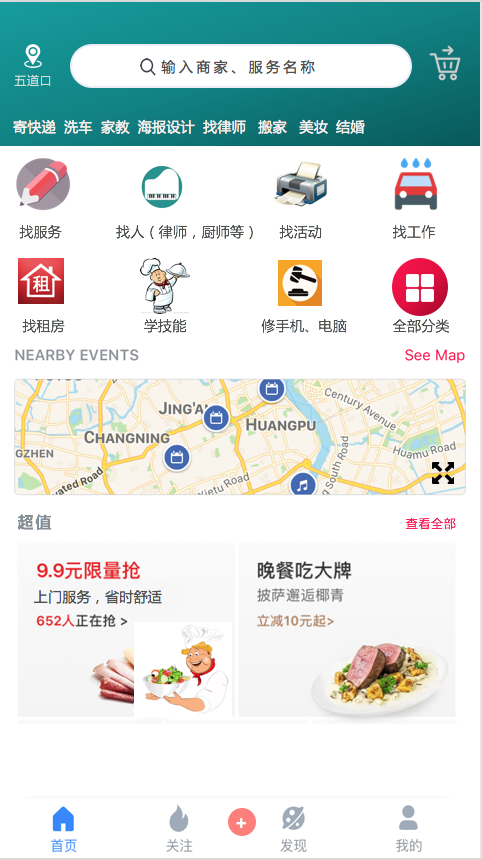 五道口
输入商家、服务名称
寄快递 洗车 家教 海报设计 找律师 搬家 美妆 结婚
找服务
找人（律师，厨师等）
找活动
找工作
租
找租房
学技能
修手机、电脑
全部分类
NEARBY EVENTS
See Map
JING'A
CHANGNING
HUANGPU
Century Avenue
GZHEN
Huamu Road
vated Road
Xietu Road
g South Road
超值
查看全部
9.9元限量抢
上门服务，省时舒适
652人正在抢 >
晚餐吃大牌
披萨邂逅椰青
立减10元起>
首页
关注
+
发现
我的